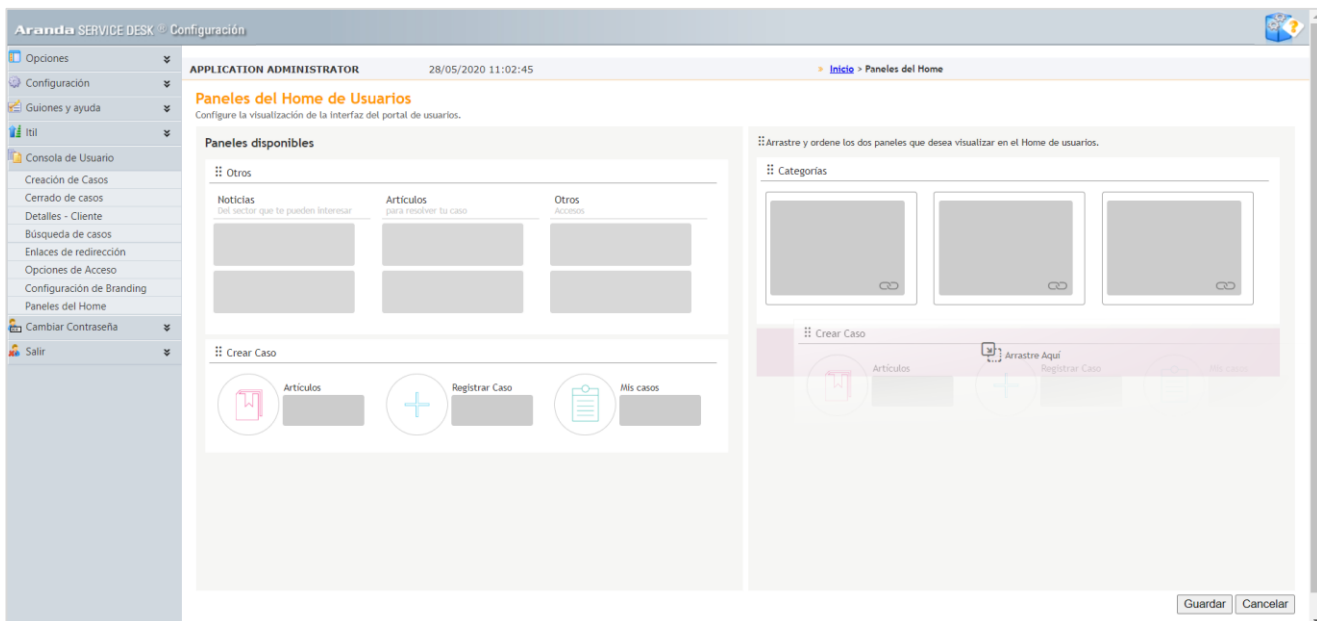 Aranda SERVICE DESK ® Configuración
Opciones
Configuración
Guiones y ayuda
Itil
Consola de Usuario
Creación de Casos
Cerrado de casos
Detalles - Cliente
Búsqueda de casos
Enlaces de redirección
Opciones de Acceso
Configuración de Branding
Paneles del Home
Cambiar Contraseña
Salir
APPLICATION ADMINISTRATOR 28/05/2020 11:02:45 » Inicio > Paneles del Home
Paneles del Home de Usuarios
Configure la visualización de la interfaz del portal de usuarios.
Paneles disponibles
Otros
Noticias Artículos Otros
Del sector que te pueden interesar para resolver tu caso Accesos
Crear Caso
Artículos Registrar Caso Mis casos
Arrastre y ordene los dos paneles que desea visualizar en el Home de usuarios.
Categorías
Crear Caso
Arrastre Aquí
Artículos Registrar Caso Mis casos
Guardar Cancelar